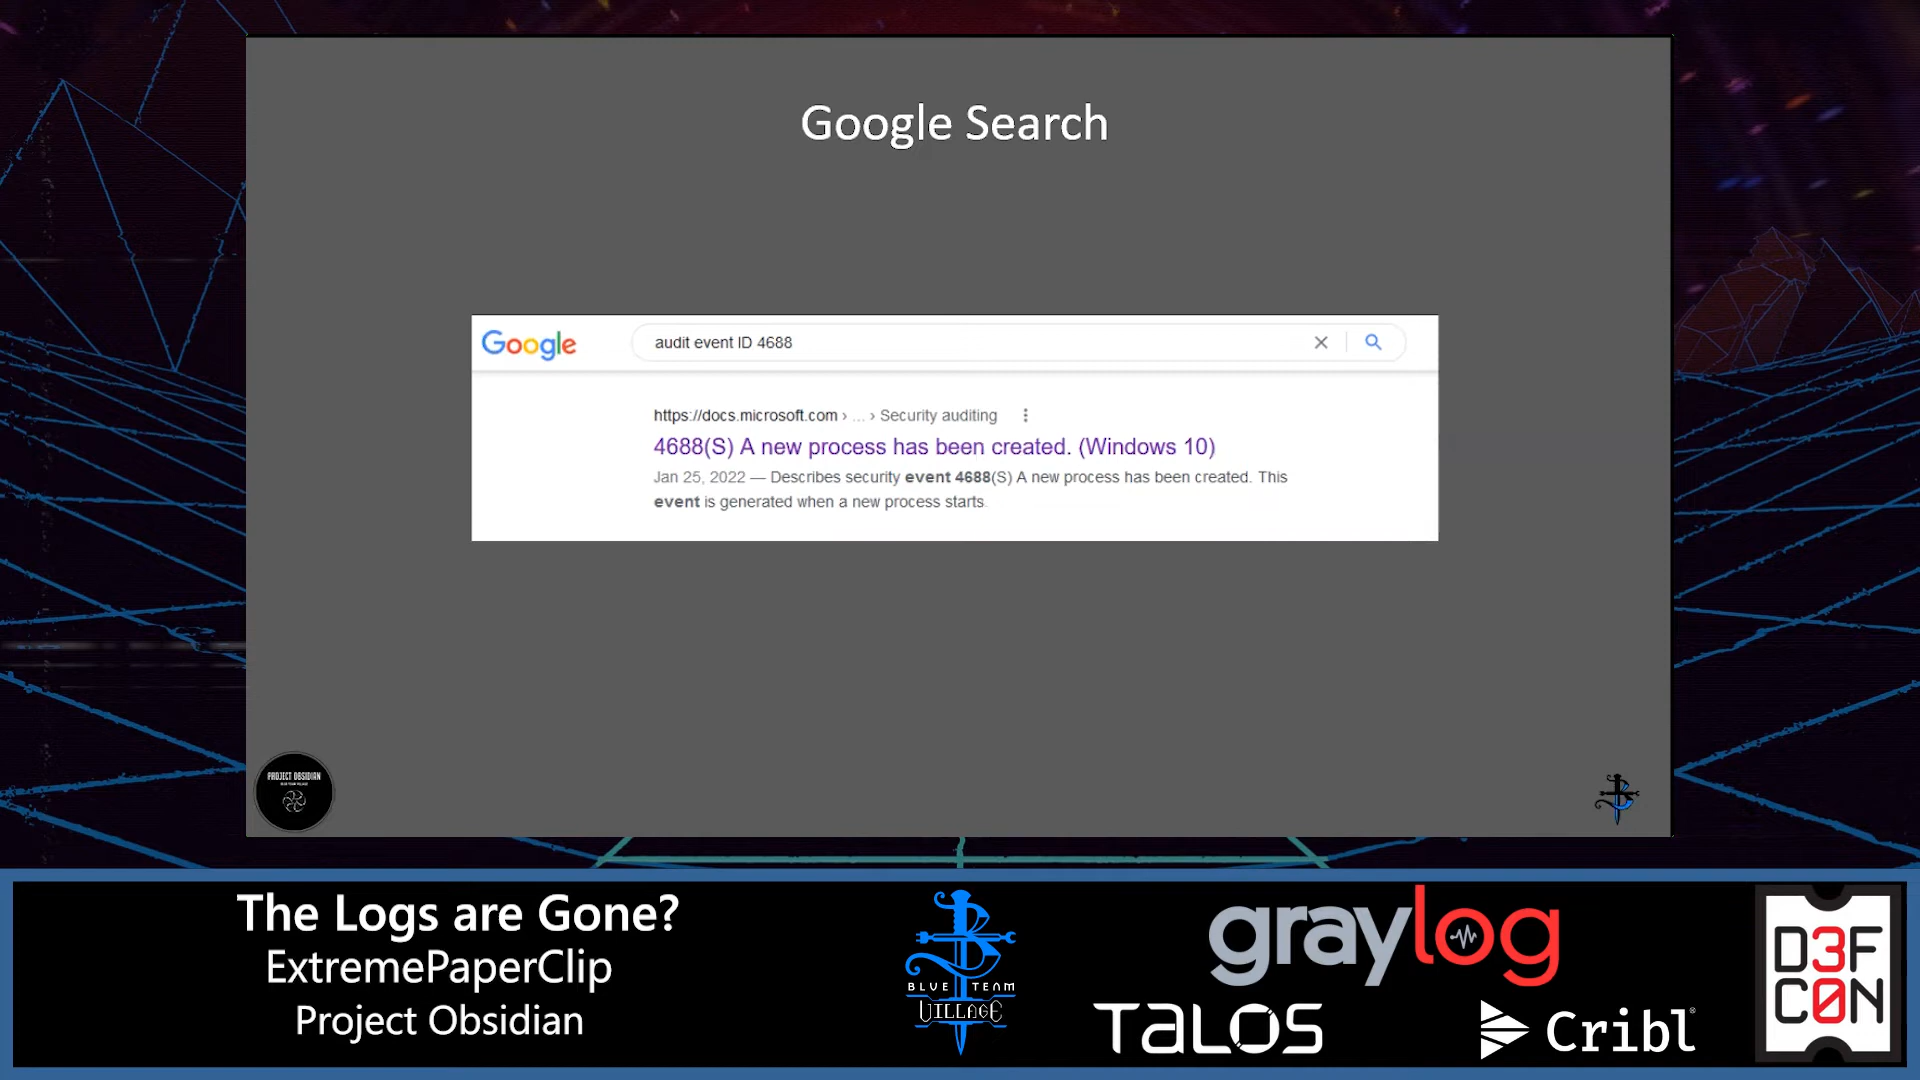 Google Search
Google
audit event ID 4688
https://docs.microsoft.com › ... › Security auditing
4688(S) A new process has been created. (Windows 10)
Jan 25, 2022 — Describes security event 4688(S) A new process has been created. This
event is generated when a new process starts.
PROJECT OBSIDIAN
BLUE TEAM VILLAGE
The Logs are Gone?
ExtremePaperClip
Project Obsidian
BLUE TEAM
VILLAGE
graylog
TALOS
Cribl®
D3F
C0N